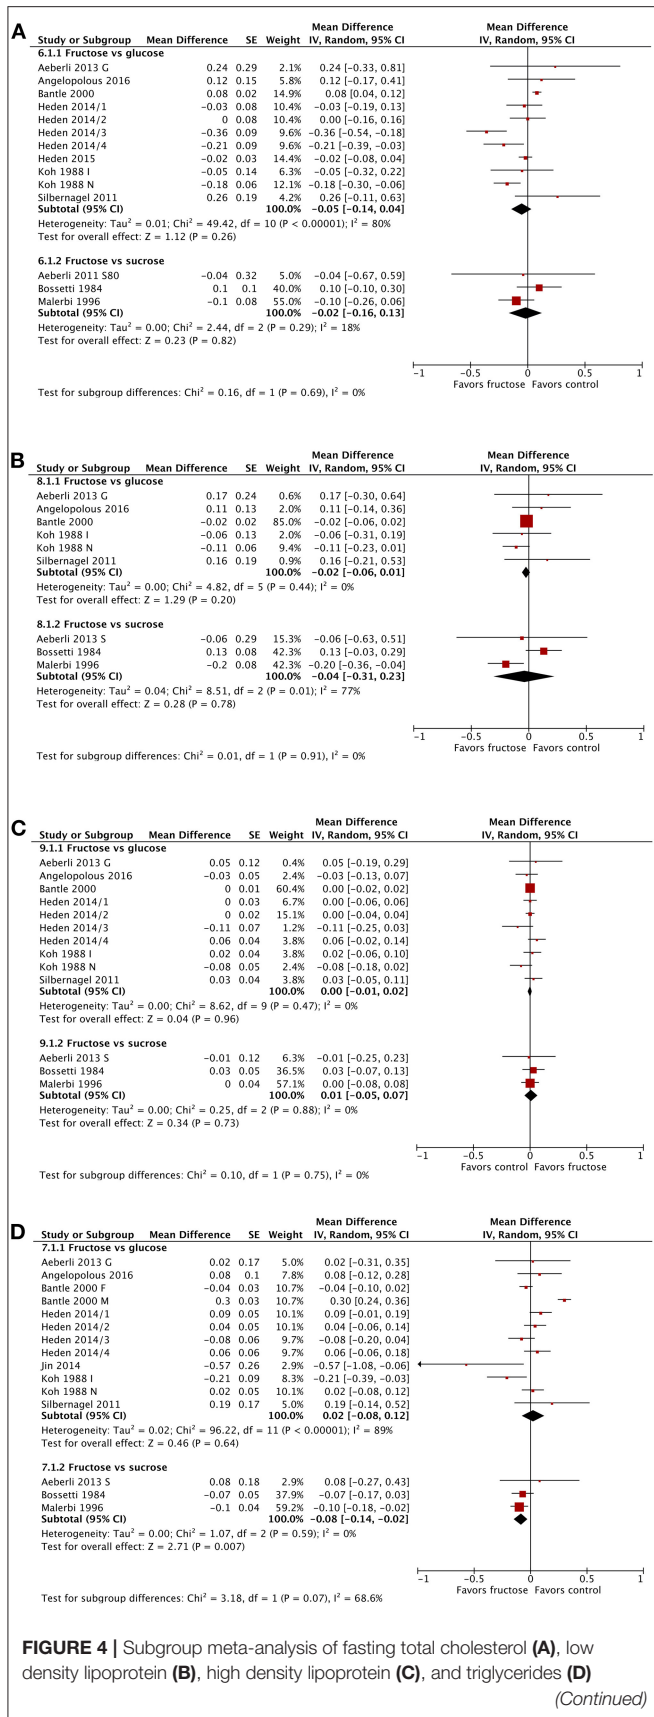 A
Mean Difference Mean Difference
Study or Subgroup Mean Difference SE Weight IV, Random, 95% CI IV, Random, 95% CI
6.1.1 Fructose vs glucose
Aeberli 2013 G 0.24 0.29 2.1% 0.24 [−0.33, 0.81]
Angelopolous 2016 0.12 0.15 5.8% 0.12 [−0.17, 0.41]
Bantle 2000 0.08 0.02 14.9% 0.08 [0.04, 0.12]
Heden 2014/1 −0.03 0.08 10.4% −0.03 [−0.19, 0.13]
Heden 2014/2 0 0.08 10.4% 0.00 [−0.16, 0.16]
Heden 2014/3 −0.36 0.09 9.6% −0.36 [−0.54, −0.18]
Heden 2014/4 −0.21 0.09 9.6% −0.21 [−0.39, −0.03]
Heden 2015 −0.02 0.03 14.4% −0.02 [−0.08, 0.04]
Koh 1988 I −0.05 0.14 6.3% −0.05 [−0.32, 0.22]
Koh 1988 N −0.18 0.06 12.1% −0.18 [−0.30, −0.06]
Silbernagel 2011 0.26 0.19 4.2% 0.26 [−0.11, 0.63]
Subtotal (95% CI) 100.0% −0.05 [−0.14, 0.04]
Heterogeneity: Tau² = 0.01; Chi² = 49.42, df = 10 (P < 0.00001); I² = 80%
Test for overall effect: Z = 1.12 (P = 0.26)
6.1.2 Fructose vs sucrose
Aeberli 2011 S80 −0.04 0.32 5.0% −0.04 [−0.67, 0.59]
Bossetti 1984 0.1 0.1 40.0% 0.10 [−0.10, 0.30]
Malerbi 1996 −0.1 0.08 55.0% −0.10 [−0.26, 0.06]
Subtotal (95% CI) 100.0% −0.02 [−0.16, 0.13]
Heterogeneity: Tau² = 0.00; Chi² = 2.44, df = 2 (P = 0.29); I² = 18%
Test for overall effect: Z = 0.23 (P = 0.82)
−1 −0.5 0 0.5 1
Favors fructose Favors control
Test for subgroup differences: Chi² = 0.16, df = 1 (P = 0.69), I² = 0%
B
Mean Difference Mean Difference
Study or Subgroup Mean Difference SE Weight IV, Random, 95% CI IV, Random, 95% CI
8.1.1 Fructose vs glucose
Aeberli 2013 G 0.17 0.24 0.6% 0.17 [−0.30, 0.64]
Angelopolous 2016 0.11 0.13 2.0% 0.11 [−0.14, 0.36]
Bantle 2000 −0.02 0.02 85.0% −0.02 [−0.06, 0.02]
Koh 1988 I −0.06 0.13 2.0% −0.06 [−0.31, 0.19]
Koh 1988 N −0.11 0.06 9.4% −0.11 [−0.23, 0.01]
Silbernagel 2011 0.16 0.19 0.9% 0.16 [−0.21, 0.53]
Subtotal (95% CI) 100.0% −0.02 [−0.06, 0.01]
Heterogeneity: Tau² = 0.00; Chi² = 4.82, df = 5 (P = 0.44); I² = 0%
Test for overall effect: Z = 1.29 (P = 0.20)
8.1.2 Fructose vs sucrose
Aeberli 2013 S −0.06 0.29 15.3% −0.06 [−0.63, 0.51]
Bossetti 1984 0.13 0.08 42.3% 0.13 [−0.03, 0.29]
Malerbi 1996 −0.2 0.08 42.3% −0.20 [−0.36, −0.04]
Subtotal (95% CI) 100.0% −0.04 [−0.31, 0.23]
Heterogeneity: Tau² = 0.04; Chi² = 8.51, df = 2 (P = 0.01); I² = 77%
Test for overall effect: Z = 0.28 (P = 0.78)
−1 −0.5 0 0.5 1
Favors fructose Favors control
Test for subgroup differences: Chi² = 0.01, df = 1 (P = 0.91), I² = 0%
C
Mean Difference Mean Difference
Study or Subgroup Mean Difference SE Weight IV, Random, 95% CI IV, Random, 95% CI
9.1.1 Fructose vs glucose
Aeberli 2013 G 0.05 0.12 0.4% 0.05 [−0.19, 0.29]
Angelopolous 2016 −0.03 0.05 2.4% −0.03 [−0.13, 0.07]
Bantle 2000 0 0.01 60.4% 0.00 [−0.02, 0.02]
Heden 2014/1 0 0.03 6.7% 0.00 [−0.06, 0.06]
Heden 2014/2 0 0.02 15.1% 0.00 [−0.04, 0.04]
Heden 2014/3 −0.11 0.07 1.2% −0.11 [−0.25, 0.03]
Heden 2014/4 0.06 0.04 3.8% 0.06 [−0.02, 0.14]
Koh 1988 I 0.02 0.04 3.8% 0.02 [−0.06, 0.10]
Koh 1988 N −0.08 0.05 2.4% −0.08 [−0.18, 0.02]
Silbernagel 2011 0.03 0.04 3.8% 0.03 [−0.05, 0.11]
Subtotal (95% CI) 100.0% 0.00 [−0.01, 0.02]
Heterogeneity: Tau² = 0.00; Chi² = 8.62, df = 9 (P = 0.47); I² = 0%
Test for overall effect: Z = 0.04 (P = 0.96)
9.1.2 Fructose vs sucrose
Aeberli 2013 S −0.01 0.12 6.3% −0.01 [−0.25, 0.23]
Bossetti 1984 0.03 0.05 36.5% 0.03 [−0.07, 0.13]
Malerbi 1996 0 0.04 57.1% 0.00 [−0.08, 0.08]
Subtotal (95% CI) 100.0% 0.01 [−0.05, 0.07]
Heterogeneity: Tau² = 0.00; Chi² = 0.25, df = 2 (P = 0.88); I² = 0%
Test for overall effect: Z = 0.34 (P = 0.73)
−1 −0.5 0 0.5 1
Favors control Favors fructose
Test for subgroup differences: Chi² = 0.10, df = 1 (P = 0.75), I² = 0%
D
Mean Difference Mean Difference
Study or Subgroup Mean Difference SE Weight IV, Random, 95% CI IV, Random, 95% CI
7.1.1 Fructose vs glucose
Aeberli 2013 G 0.02 0.17 5.0% 0.02 [−0.31, 0.35]
Angelopolous 2016 0.08 0.1 7.8% 0.08 [−0.12, 0.28]
Bantle 2000 F −0.04 0.03 10.7% −0.04 [−0.10, 0.02]
Bantle 2000 M 0.3 0.03 10.7% 0.30 [0.24, 0.36]
Heden 2014/1 0.09 0.05 10.1% 0.09 [−0.01, 0.19]
Heden 2014/2 0.04 0.05 10.1% 0.04 [−0.06, 0.14]
Heden 2014/3 −0.08 0.06 9.7% −0.08 [−0.20, 0.04]
Heden 2014/4 0.06 0.06 9.7% 0.06 [−0.06, 0.18]
Jin 2014 −0.57 0.26 2.9% −0.57 [−1.08, −0.06]
Koh 1988 I −0.21 0.09 8.3% −0.21 [−0.39, −0.03]
Koh 1988 N 0.02 0.05 10.1% 0.02 [−0.08, 0.12]
Silbernagel 2011 0.19 0.17 5.0% 0.19 [−0.14, 0.52]
Subtotal (95% CI) 100.0% 0.02 [−0.08, 0.12]
Heterogeneity: Tau² = 0.02; Chi² = 96.22, df = 11 (P < 0.00001); I² = 89%
Test for overall effect: Z = 0.46 (P = 0.64)
7.1.2 Fructose vs sucrose
Aeberli 2013 S 0.08 0.18 2.9% 0.08 [−0.27, 0.43]
Bossetti 1984 −0.07 0.05 37.9% −0.07 [−0.17, 0.03]
Malerbi 1996 −0.1 0.04 59.2% −0.10 [−0.18, −0.02]
Subtotal (95% CI) 100.0% −0.08 [−0.14, −0.02]
Heterogeneity: Tau² = 0.00; Chi² = 1.07, df = 2 (P = 0.59); I² = 0%
Test for overall effect: Z = 2.71 (P = 0.007)
−1 −0.5 0 0.5 1
Favors fructose Favors control
Test for subgroup differences: Chi² = 3.18, df = 1 (P = 0.07), I² = 68.6%
FIGURE 4 | Subgroup meta-analysis of fasting total cholesterol (A), low
density lipoprotein (B), high density lipoprotein (C), and triglycerides (D)
(Continued)